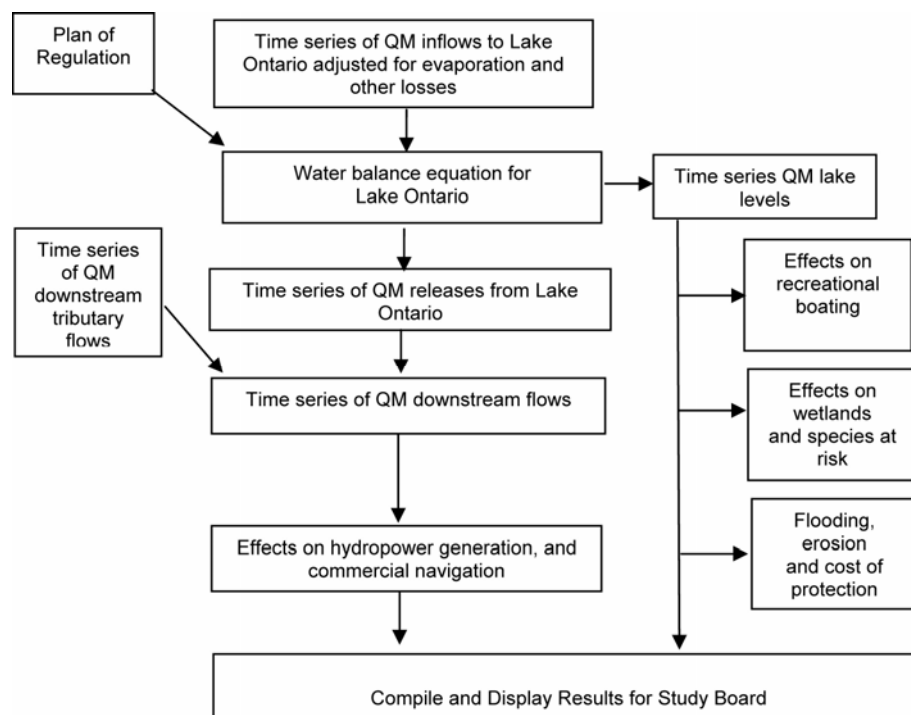 Plan of
Regulation
Time series of QM inflows to Lake
Ontario adjusted for evaporation and
other losses
Water balance equation for
Lake Ontario
Time series QM lake
levels
Time series
of QM
downstream
tributary
flows
Time series of QM releases from Lake
Ontario
Effects on
recreational
boating
Time series of QM downstream flows
Effects on
wetlands
and species at
risk
Effects on hydropower generation, and
commercial navigation
Flooding,
erosion
and cost of
protection
Compile and Display Results for Study Board